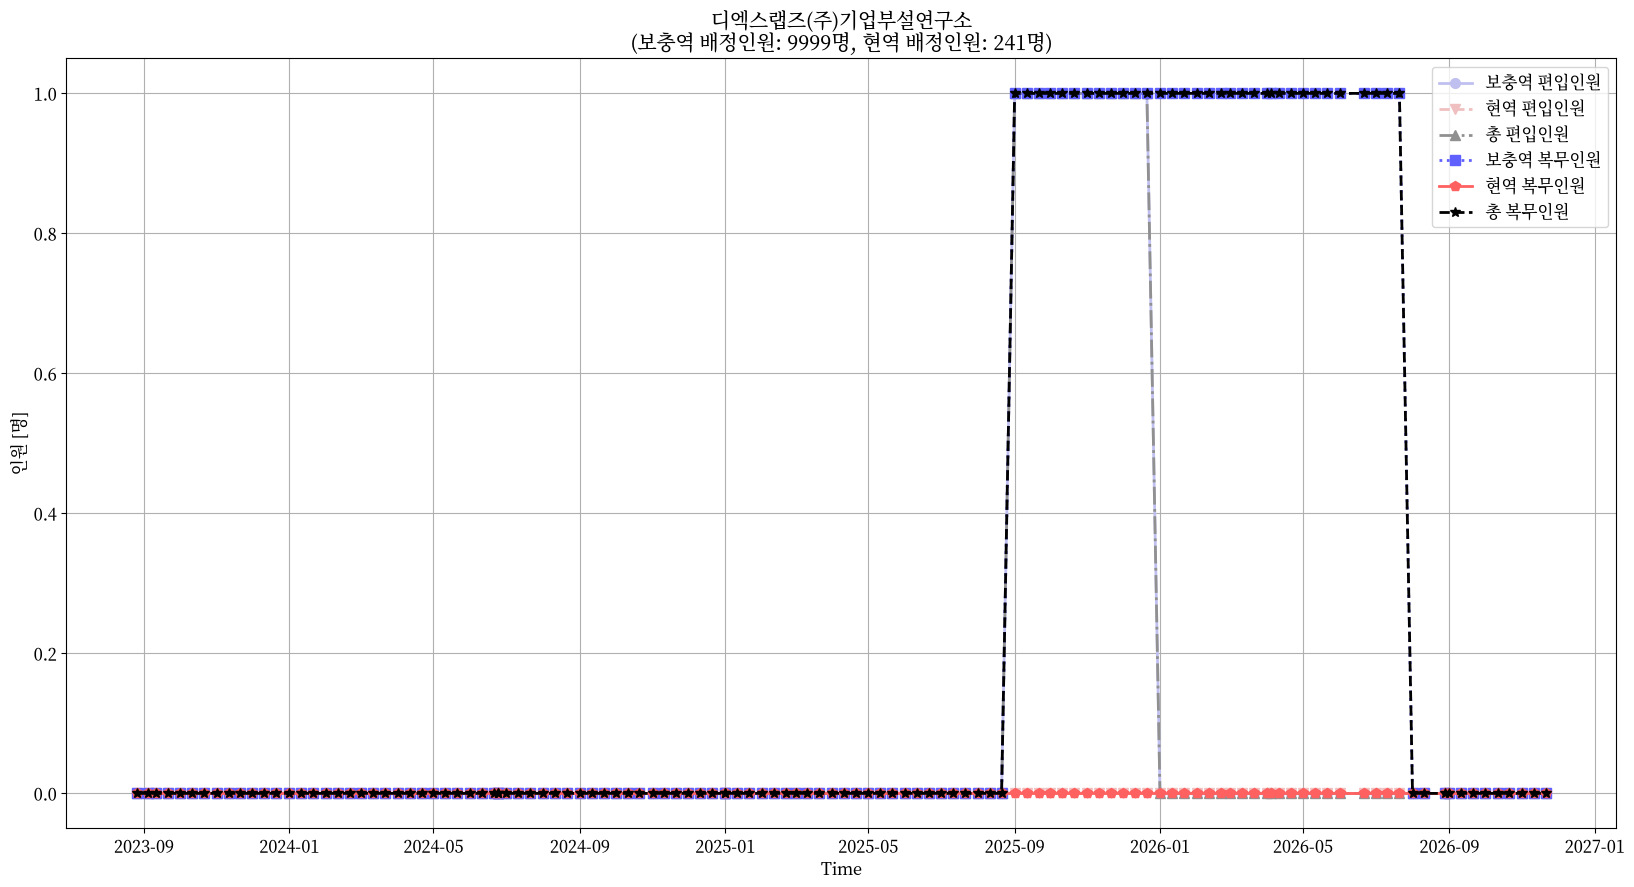 디엑스랩즈(주)기업부설연구소
(보충역 배정인원: 9999명, 현역 배정인원: 241명)
보충역 편입인원
현역 편입인원
총 편입인원
보충역 복무인원
현역 복무인원
총 복무인원
인원 [명]
1.0
0.8
0.6
0.4
0.2
0.0
2023-09
2024-01
2024-05
2024-09
2025-01
2025-05
2025-09
2026-01
2026-05
2026-09
2027-01
Time